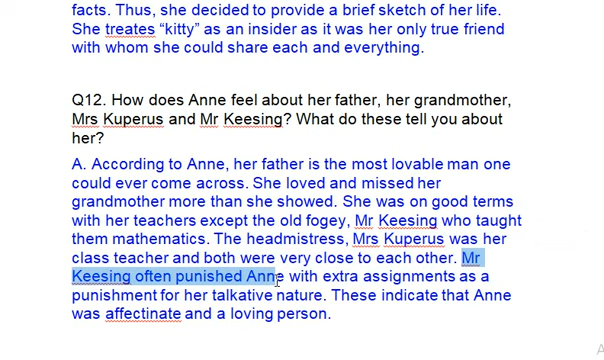 facts. Thus, she decided to provide a brief sketch of her life.
She treates “kitty” as an insider as it was her only true friend
with whom she could share each and everything.
Q12. How does Anne feel about her father, her grandmother,
Mrs Kuperus and Mr Keesing? What do these tell you about
her?
A. According to Anne, her father is the most lovable man one
could ever come across. She loved and missed her
grandmother more than she showed. She was on good terms
with her teachers except the old fogey, Mr Keesing who taught
them mathematics. The headmistress, Mrs Kuperus was her
class teacher and both were very close to each other. Mr
Keesing often punished Anne with extra assignments as a
punishment for her talkative nature. These indicate that Anne
was affectinate and a loving person.
A